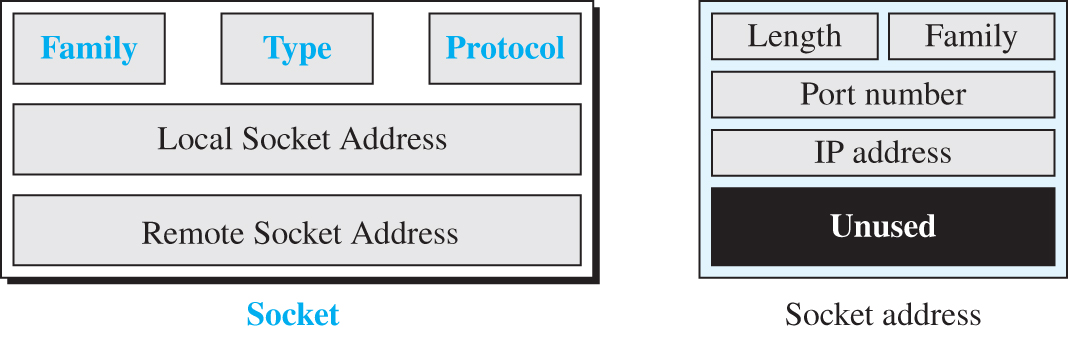 Family Type Protocol
Local Socket Address
Remote Socket Address
Socket
Length Family
Port number
IP address
Unused
Socket address